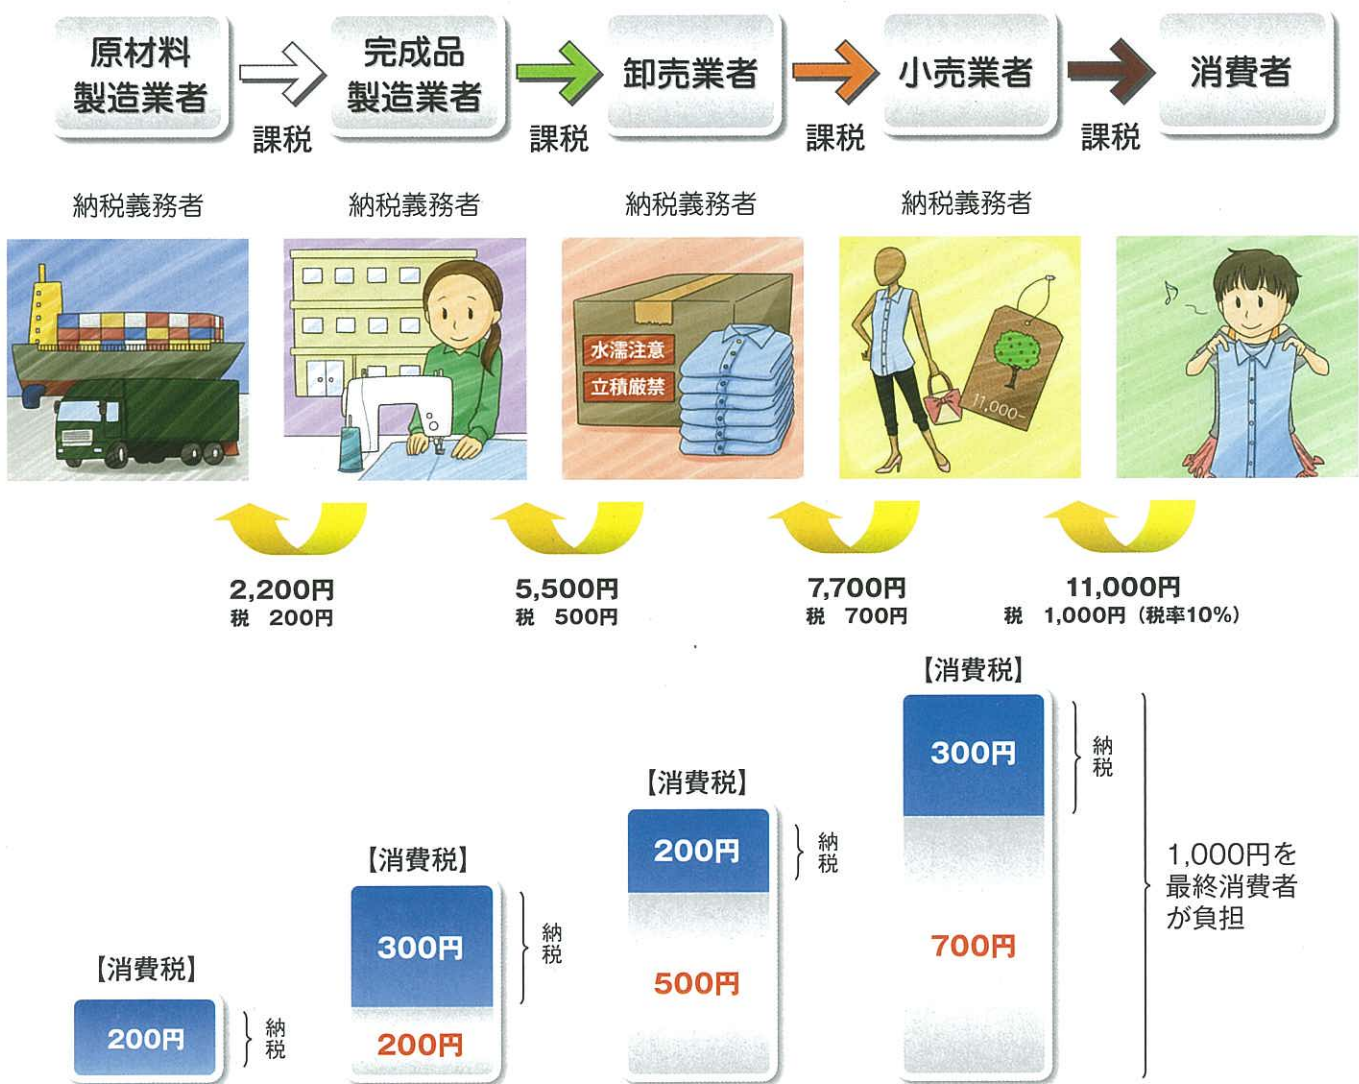 原材料
製造業者
課税
完成品
製造業者
課税
卸売業者
課税
小売業者
課税
消費者
納税義務者
納税義務者
納税義務者
納税義務者
水濡注意
立積厳禁
11,000-
2,200円
税 200円
5,500円
税 500円
7,700円
税 700円
11,000円
税 1,000円（税率10%）
【消費税】
200円
納税
【消費税】
300円
納税
200円
【消費税】
200円
納税
500円
【消費税】
300円
納税
700円
1,000円を
最終消費者
が負担